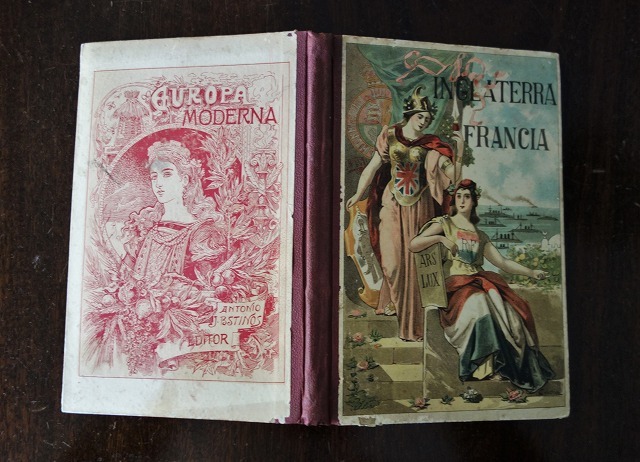 EUROPA
MODERNA
ANTONIO
J BASTINOS
EDITOR
INGLATERRA
FRANCIA
ARS
LUX